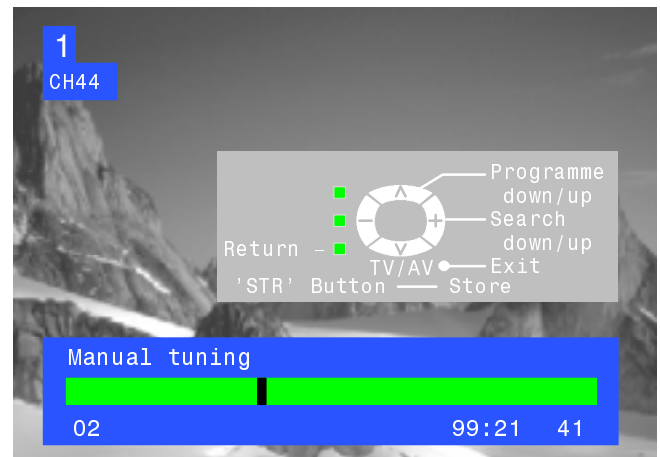 1
CH44
Programme
down/up
Search
down/up
Return –
TV/AV Exit
'STR' Button — Store
Manual tuning
02 99:21 41